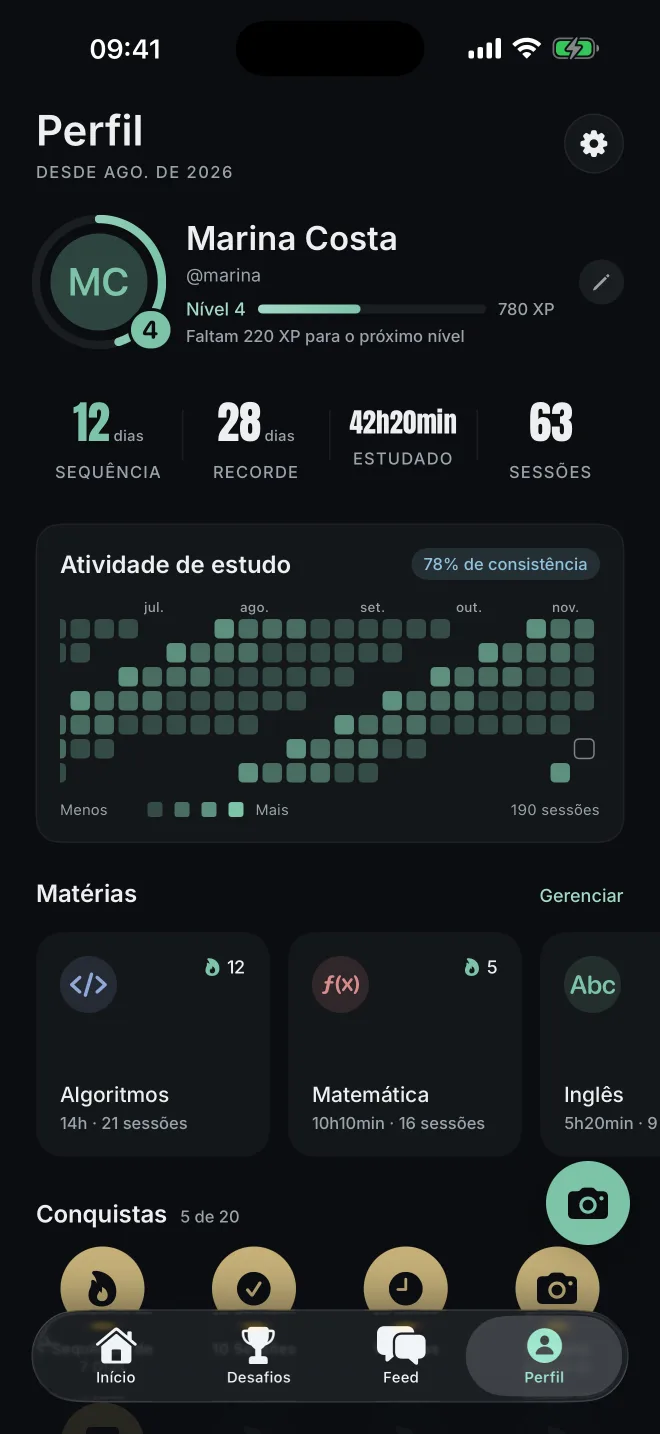 09:41
Perfil
DESDE AGO. DE 2026
MC
4
Marina Costa
@marina
Nível 4 780 XP
Faltam 220 XP para o próximo nível
12 dias 28 dias 42h20min 63
SEQUÊNCIA RECORDE ESTUDADO SESSÕES
Atividade de estudo 78% de consistência
jul. ago. set. out. nov.
Menos Mais 190 sessões
Matérias Gerenciar
</> 12 f(x) 5 Abc
Algoritmos Matemática Inglês
14h · 21 sessões 10h10min · 16 sessões 5h20min · 9
Conquistas 5 de 20
Início Desafios Feed Perfil